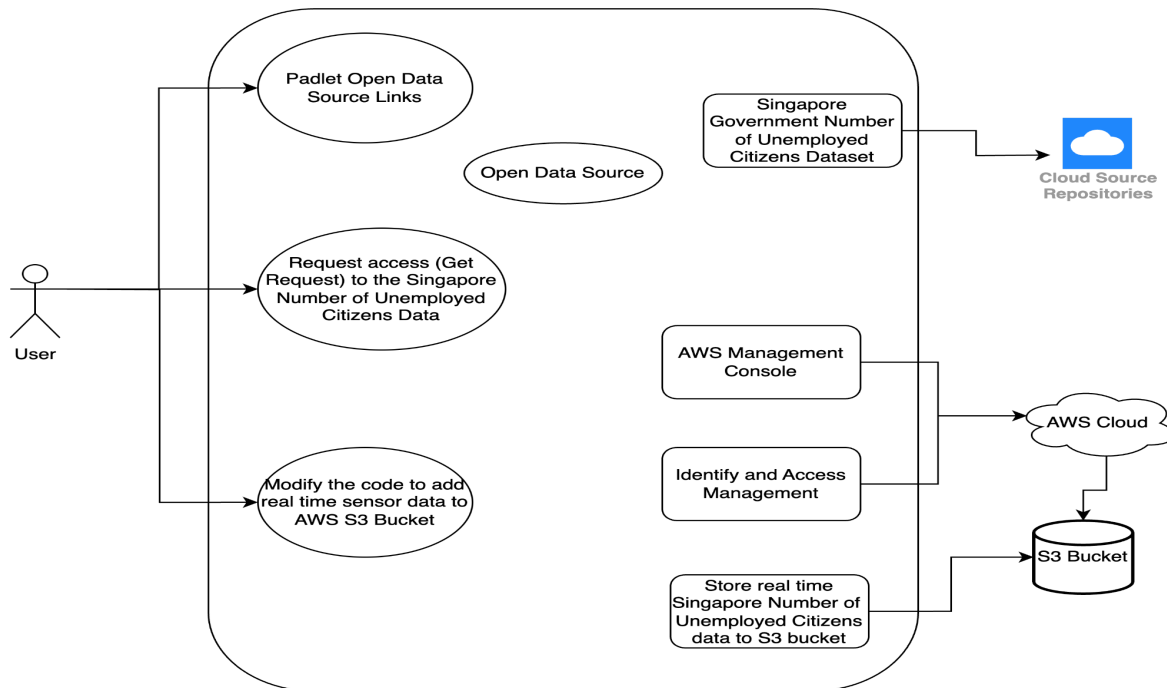 Padlet Open Data
Source Links
Singapore
Government Number
of Unemployed
Citizens Dataset
Cloud Source
Repositories
Open Data Source
Request access (Get
Request) to the Singapore
Number of Unemployed
Citizens Data
User
AWS Management
Console
AWS Cloud
Identify and Access
Management
Modify the code to add
real time sensor data to
AWS S3 Bucket
S3 Bucket
Store real time
Singapore Number of
Unemployed Citizens
data to S3 bucket